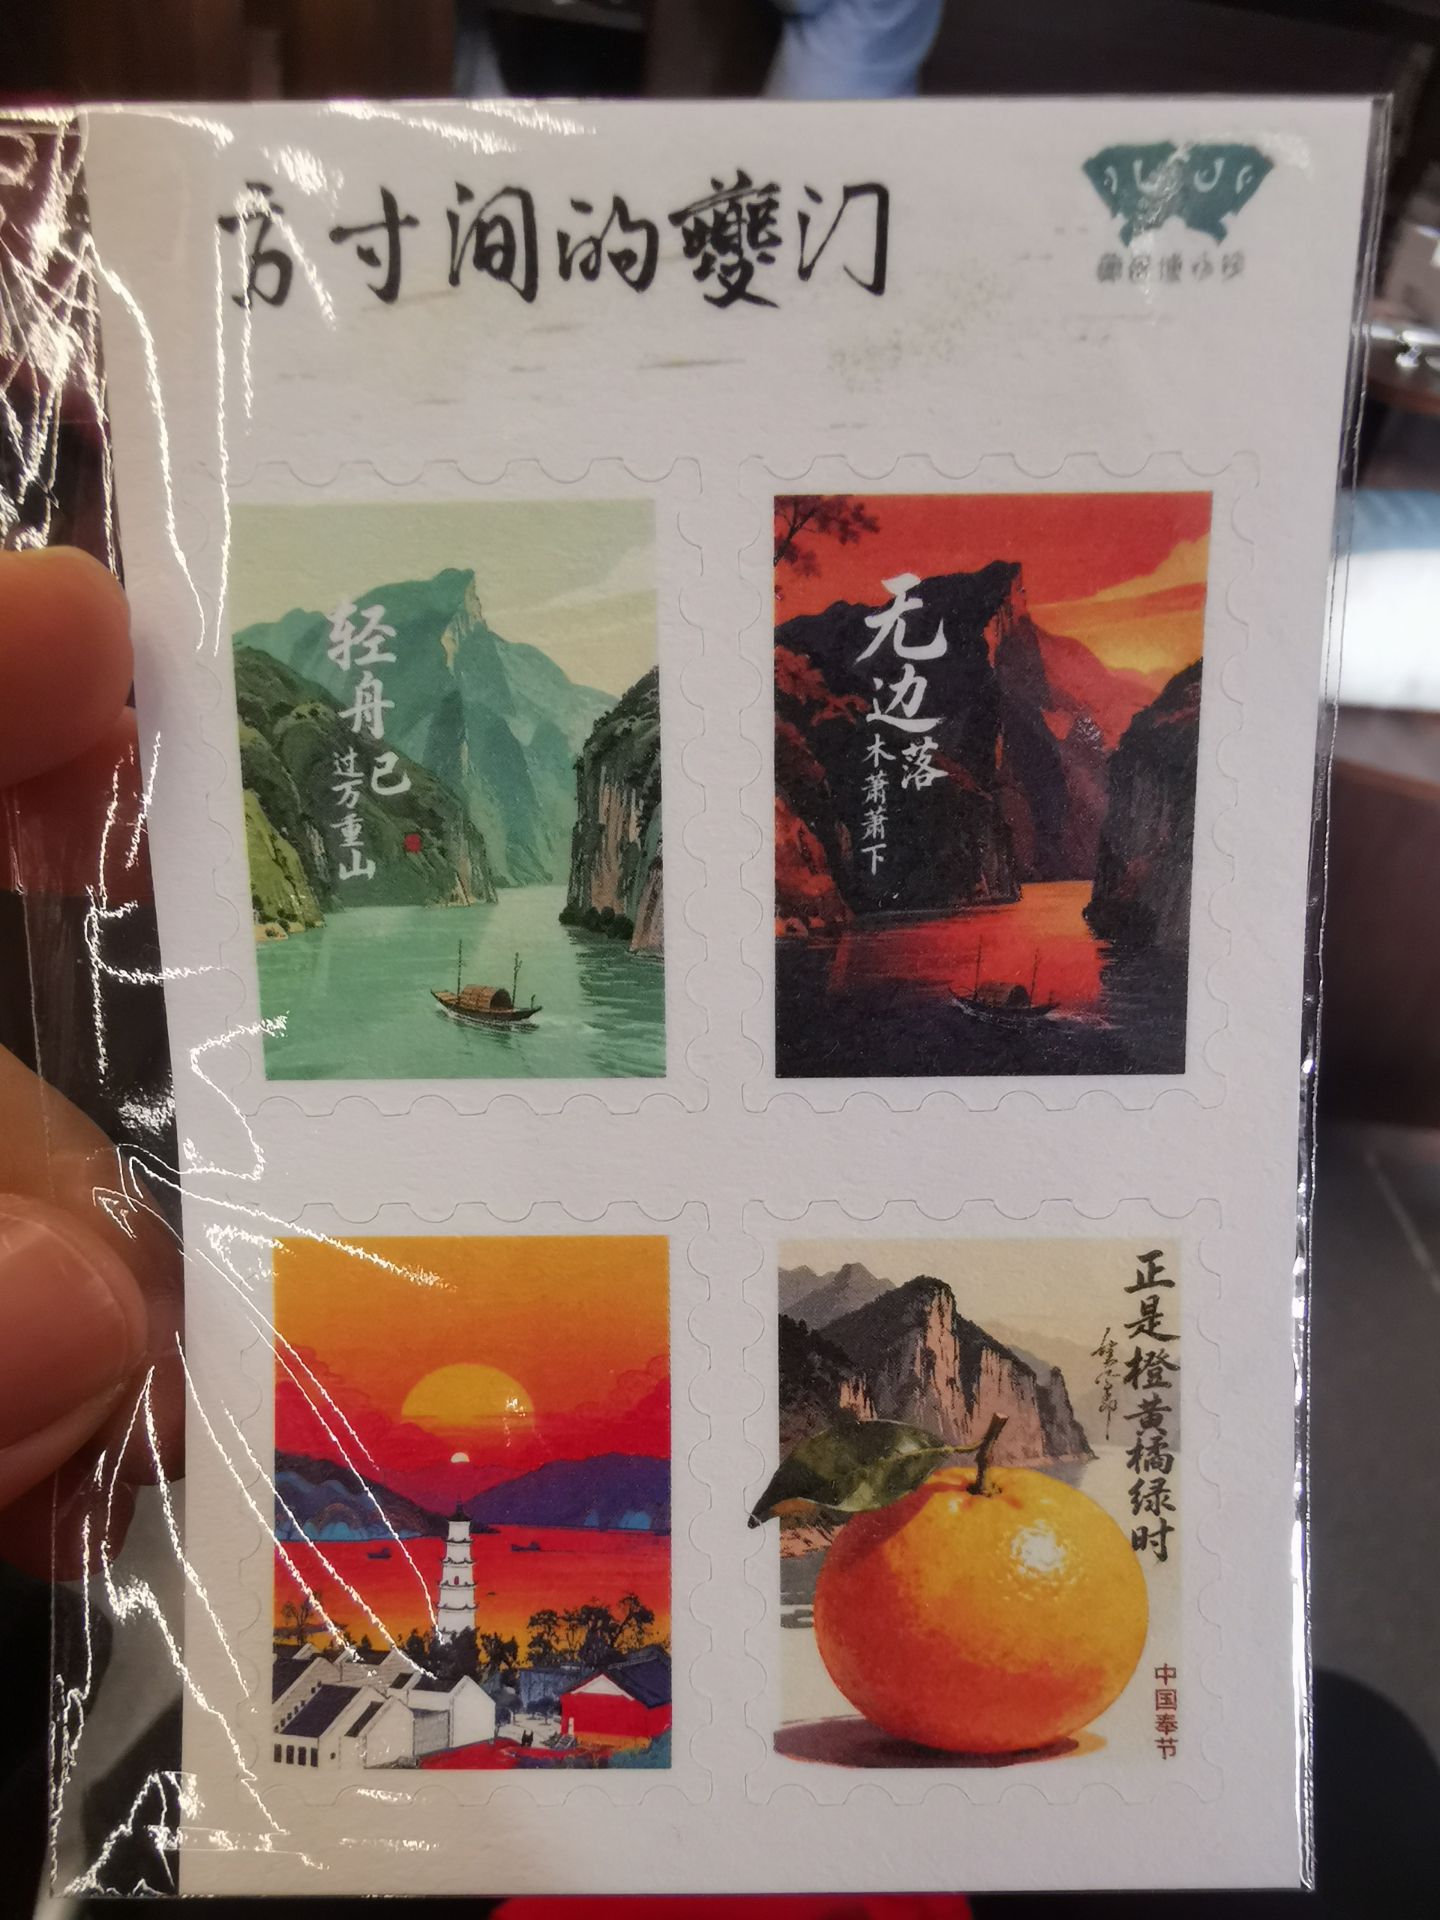 方寸间的夔门
轻舟已
过万重山
无边落
木萧萧下
正是橙黄橘绿时
中国奉节